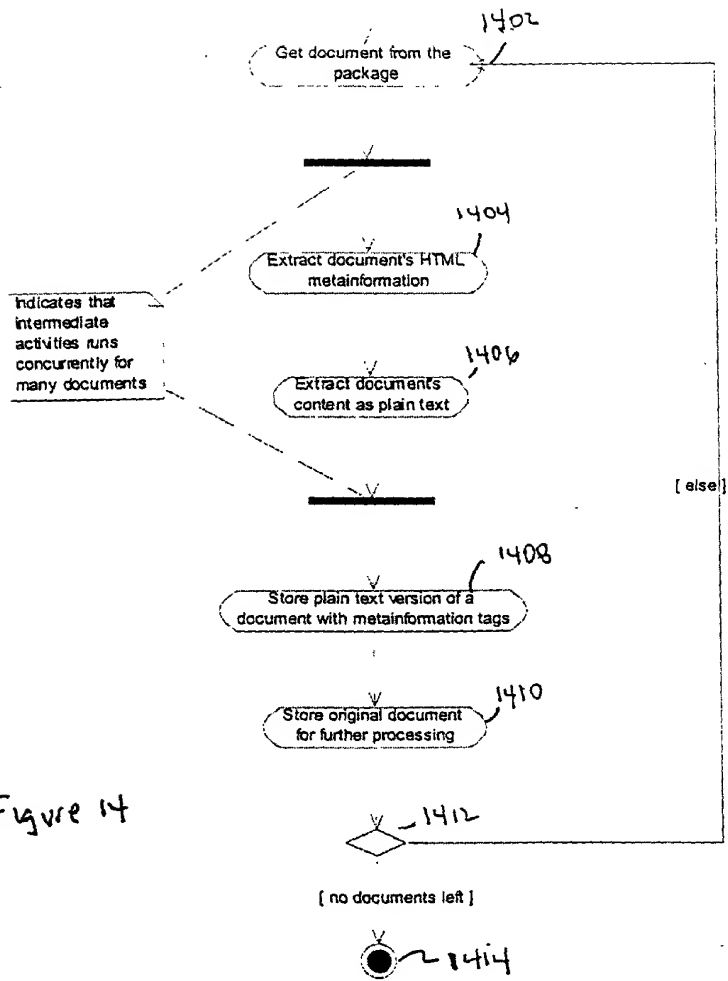 1402
Get document from the
package
1404
Extract document's HTML
metainformation
Indicates that
intermediate
activities runs
concurrently for
many documents
1406
Extract documents
content as plain text
[ else ]
1408
Store plain text version of a
document with metainformation tags
1410
Store original document
for further processing
Figure 14
1412
[ no documents left ]
1414